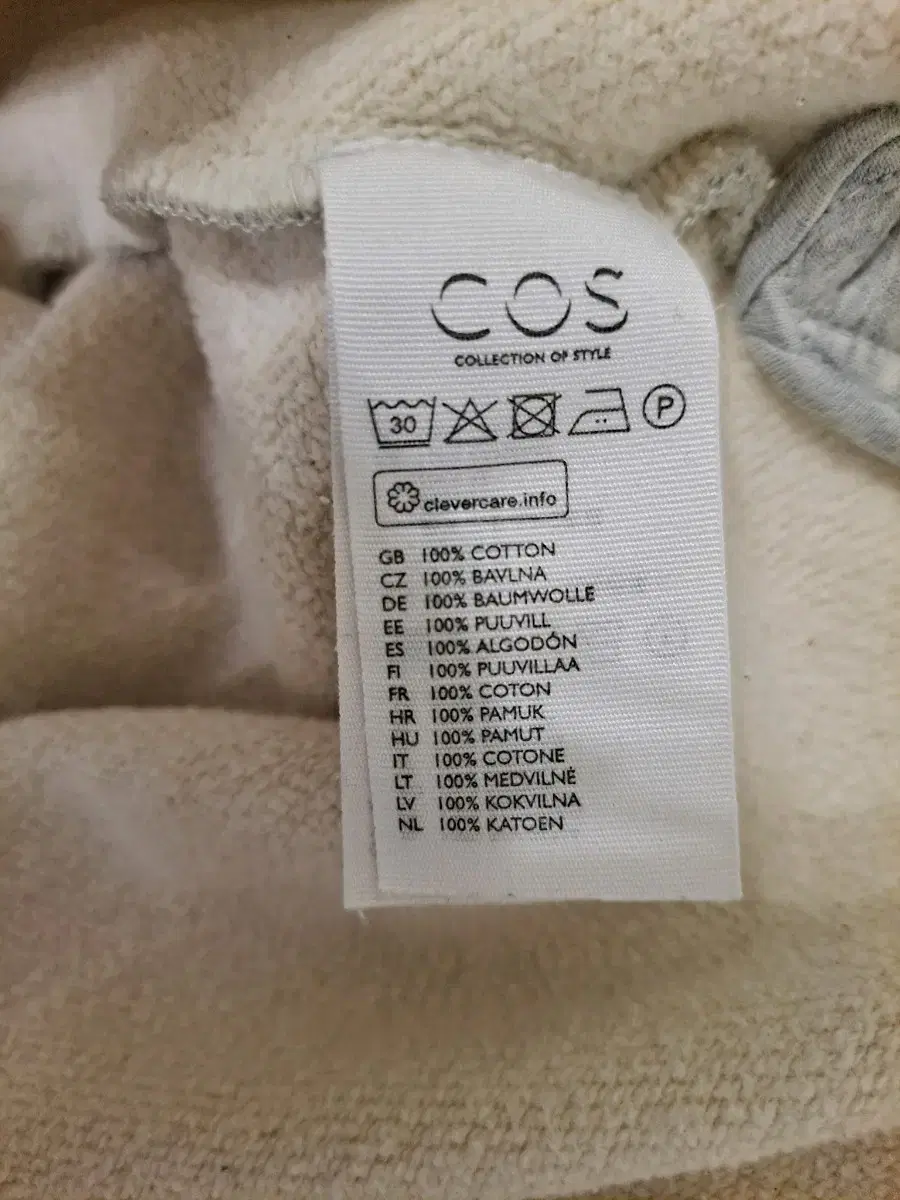 COS
COLLECTION OF STYLE
30 P
clevercare.info
GB 100% COTTON
CZ 100% BAVLNA
DE 100% BAUMWOLLE
EE 100% PUUVILL
ES 100% ALGODÓN
FI 100% PUUVILLAA
FR 100% COTON
HR 100% PAMUK
HU 100% PAMUT
IT 100% COTONE
LT 100% MEDVILNĖ
LV 100% KOKVILNA
NL 100% KATOEN